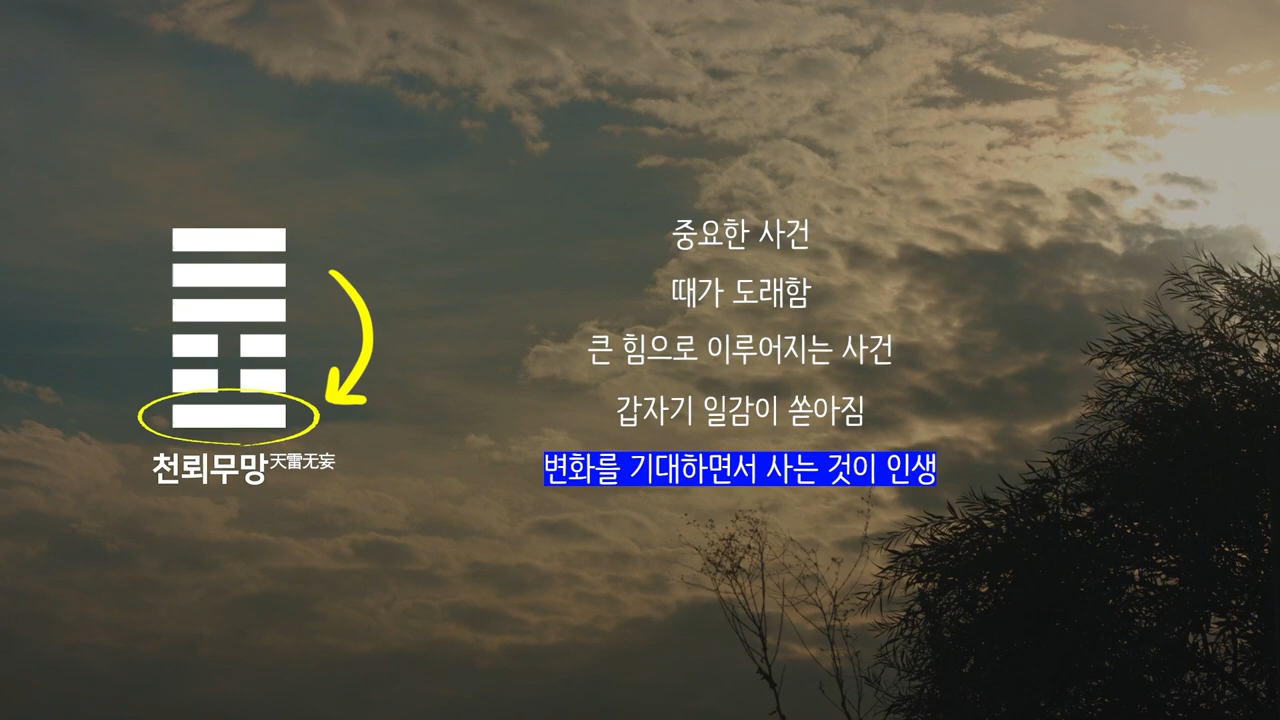 중요한 사건
때가 도래함
큰 힘으로 이루어지는 사건
갑자기 일감이 쏟아짐
변화를 기대하면서 사는 것이 인생
천뢰무망天雷无妄